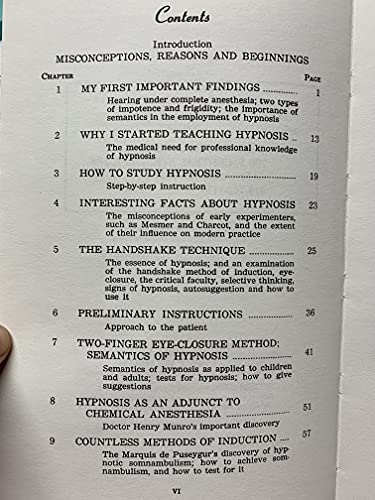 Contents
Introduction
MISCONCEPTIONS, REASONS AND BEGINNINGS
CHAPTER PAGE
1 MY FIRST IMPORTANT FINDINGS ................ 1
Hearing under complete anesthesia; two types
of impotence and frigidity; the importance of
semantics in the employment of hypnosis
2 WHY I STARTED TEACHING HYPNOSIS .. 13
The medical need for professional knowledge
of hypnosis
3 HOW TO STUDY HYPNOSIS ................ 19
Step-by-step instruction
4 INTERESTING FACTS ABOUT HYPNOSIS 23
The misconceptions of early experimenters,
such as Mesmer and Charcot, and the extent
of their influence on modern practice
5 THE HANDSHAKE TECHNIQUE ................ 25
The essence of hypnosis; and an examination
of the handshake method of induction, eye-
closure, the critical faculty, selective thinking,
signs of hypnosis, autosuggestion and how to
use it
6 PRELIMINARY INSTRUCTIONS ................ 36
Approach to the patient
7 TWO-FINGER EYE-CLOSURE METHOD:
SEMANTICS OF HYPNOSIS ................ 41
Semantics of hypnosis as applied to children
and adults; tests for hypnosis; how to give
suggestions
8 HYPNOSIS AS AN ADJUNCT TO
CHEMICAL ANESTHESIA ................ 51
Doctor Henry Munro's important discovery
9 COUNTLESS METHODS OF INDUCTION .... 57
The Marquis de Puseygur's discovery of hyp-
notic somnambulism; how to achieve som-
nambulism, and how to test for it
VI